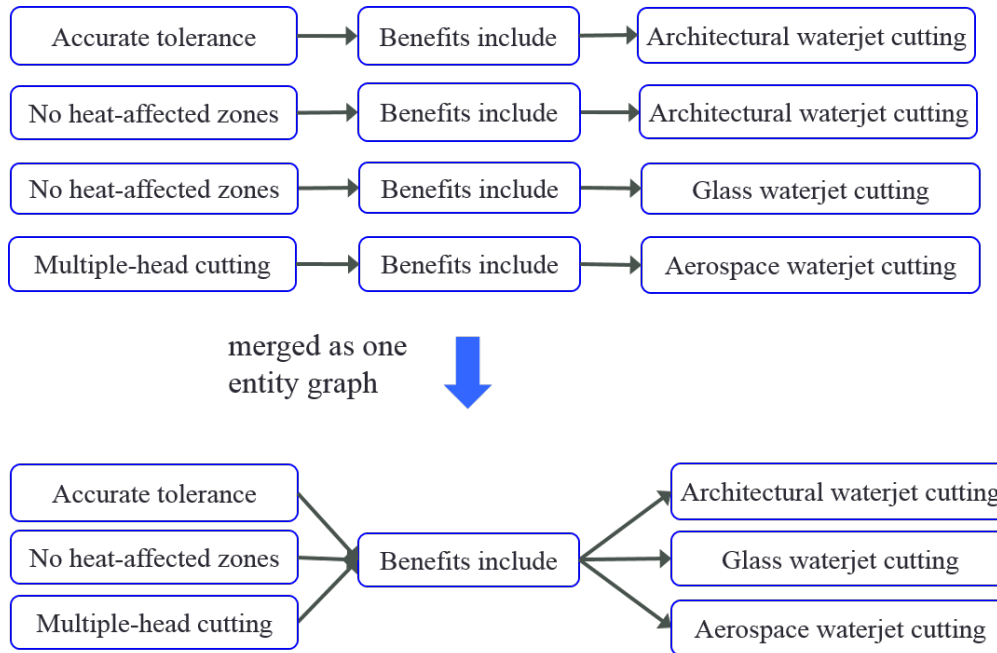 Accurate tolerance
Benefits include
Architectural waterjet cutting
No heat-affected zones
Benefits include
Architectural waterjet cutting
No heat-affected zones
Benefits include
Glass waterjet cutting
Multiple-head cutting
Benefits include
Aerospace waterjet cutting
merged as one
entity graph
Accurate tolerance
No heat-affected zones
Multiple-head cutting
Benefits include
Architectural waterjet cutting
Glass waterjet cutting
Aerospace waterjet cutting